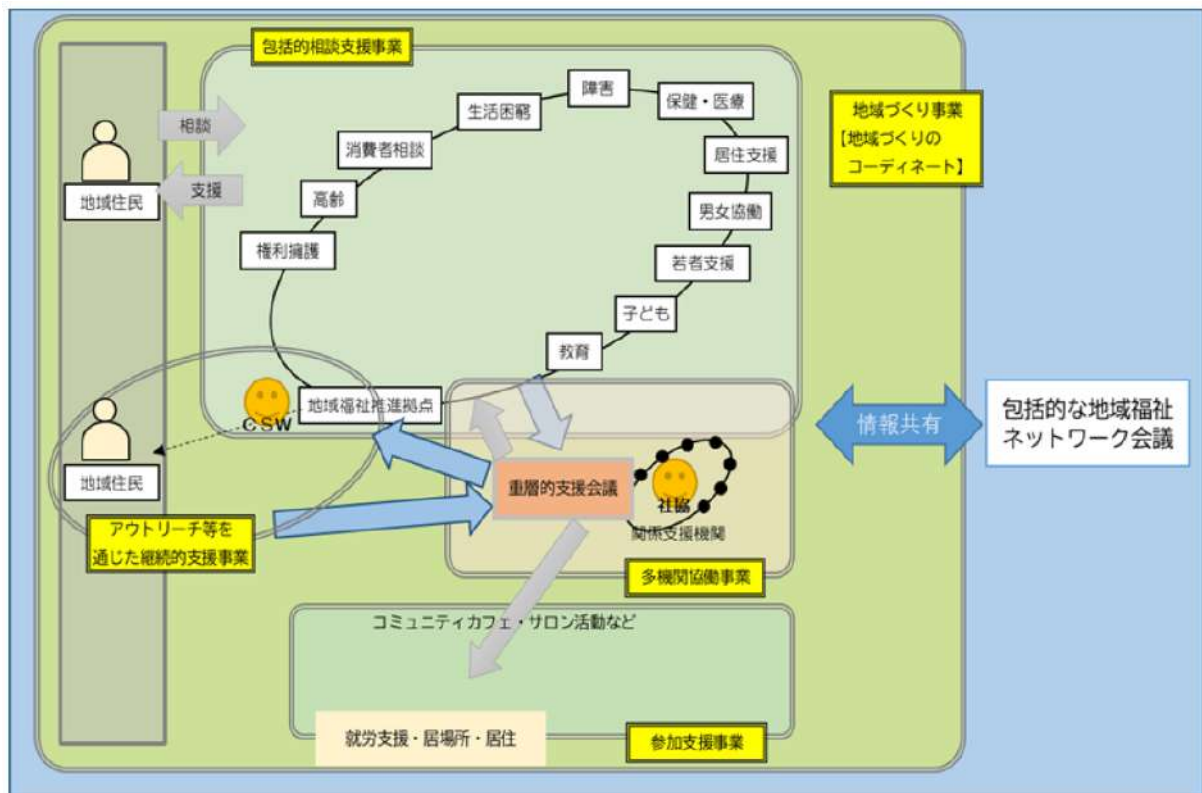 包括的相談支援事業
障害
保健・医療
生活困窮
地域づくり事業
【地域づくりの
コーディネート】
相談
消費者相談
居住支援
支援
地域住民
高齢
男女協働
権利擁護
若者支援
子ども
教育
地域福祉推進拠点
CSW
情報共有
包括的な地域福祉
ネットワーク会議
地域住民
重層的支援会議
社協
関係支援機関
アウトリーチ等を
通じた継続的支援事業
多機関協働事業
コミュニティカフェ・サロン活動など
就労支援・居場所・居住
参加支援事業